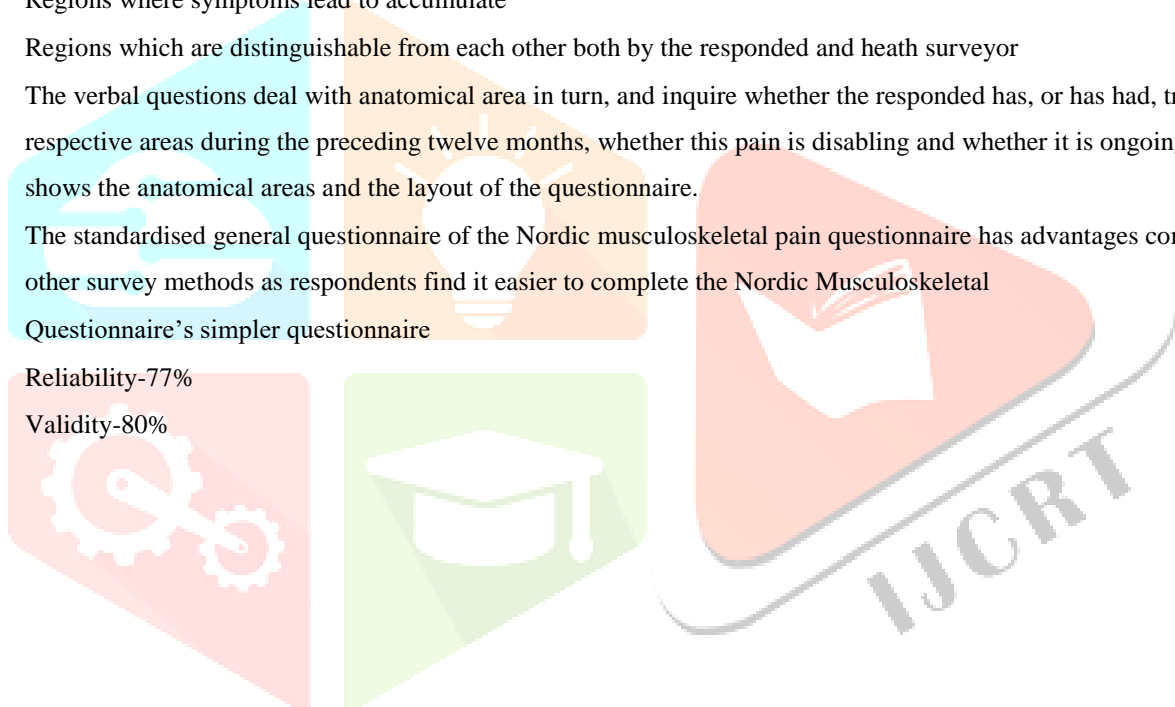 Regions where symptoms lead to accumulate
Regions which are distinguishable from each other both by the responded and heath surveyor
The verbal questions deal with anatomical area in turn, and inquire whether the responded has, or has had,
respective areas during the preceding twelve months, whether this pain is disabling and whether it is ongoing
shows the anatomical areas and the layout of the questionnaire.
The standardised general questionnaire of the Nordic musculoskeletal pain questionnaire has advantages
other survey methods as respondents find it easier to complete the Nordic Musculoskeletal
Questionnaire's simpler questionnaire
Reliability-77%
Validity-80%
IJCRT